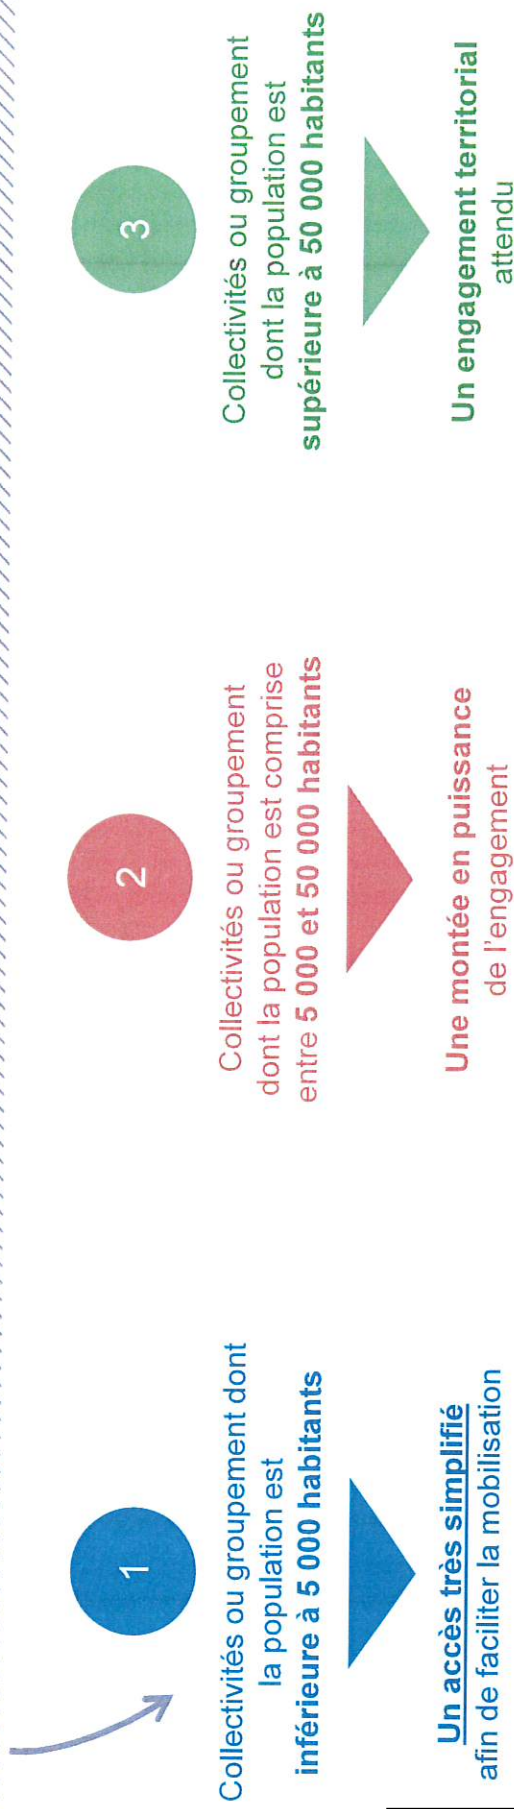 1
Collectivités ou groupement dont
la population est
inférieure à 5 000 habitants
Un accès très simplifié
afin de faciliter la mobilisation
2
Collectivités ou groupement
dont la population est comprise
entre 5 000 et 50 000 habitants
Une montée en puissance
de l'engagement
3
Collectivités ou groupement
dont la population est
supérieure à 50 000 habitants
Un engagement territorial
attendu